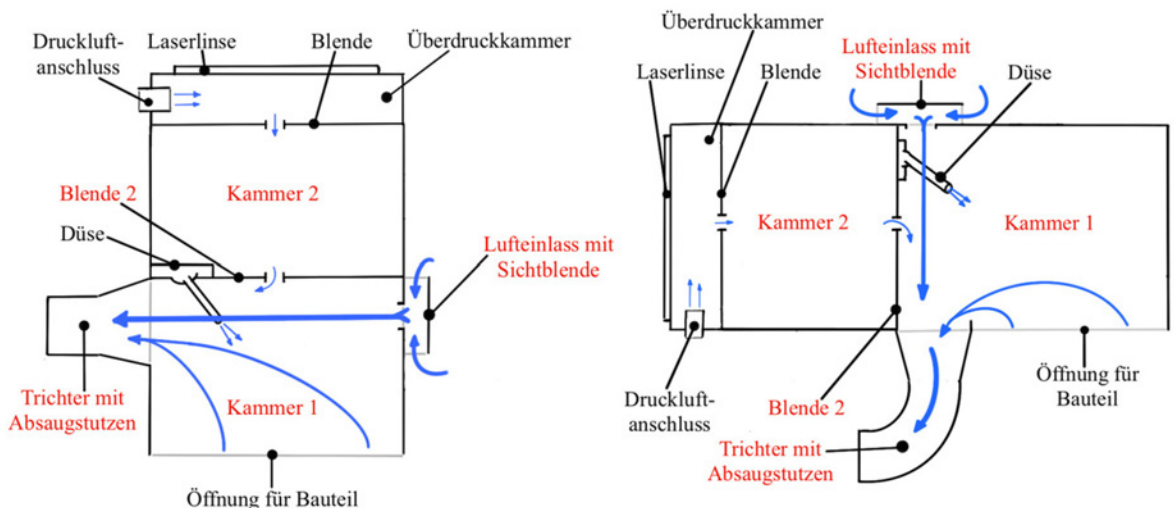 Druckluft-
anschluss
Laserlinse
Blende
Überdruckkammer
Blende 2
Kammer 2
Düse
Lufteinlass mit
Sichtblende
Trichter mit
Absaugstutzen
Kammer 1
Öffnung für Bauteil
Überdruckkammer
Lufteinlass mit
Sichtblende
Laserlinse
Blende
Düse
Kammer 2
Kammer 1
Druckluft-
anschluss
Blende 2
Öffnung für
Bauteil
Trichter mit
Absaugstutzen